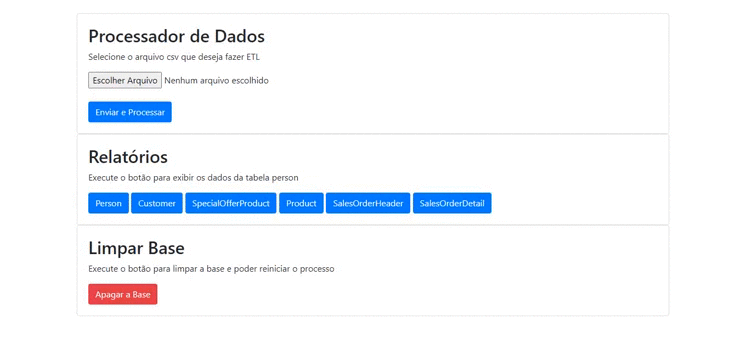 Processador de Dados
Selecione o arquivo csv que deseja fazer ETL
Escolher Arquivo Nenhum arquivo escolhido
Enviar e Processar
Relatórios
Execute o botão para exibir os dados da tabela person
Person Customer SpecialOfferProduct Product SalesOrderHeader SalesOrderDetail
Limpar Base
Execute o botão para limpar a base e poder reiniciar o processo
Apagar a Base